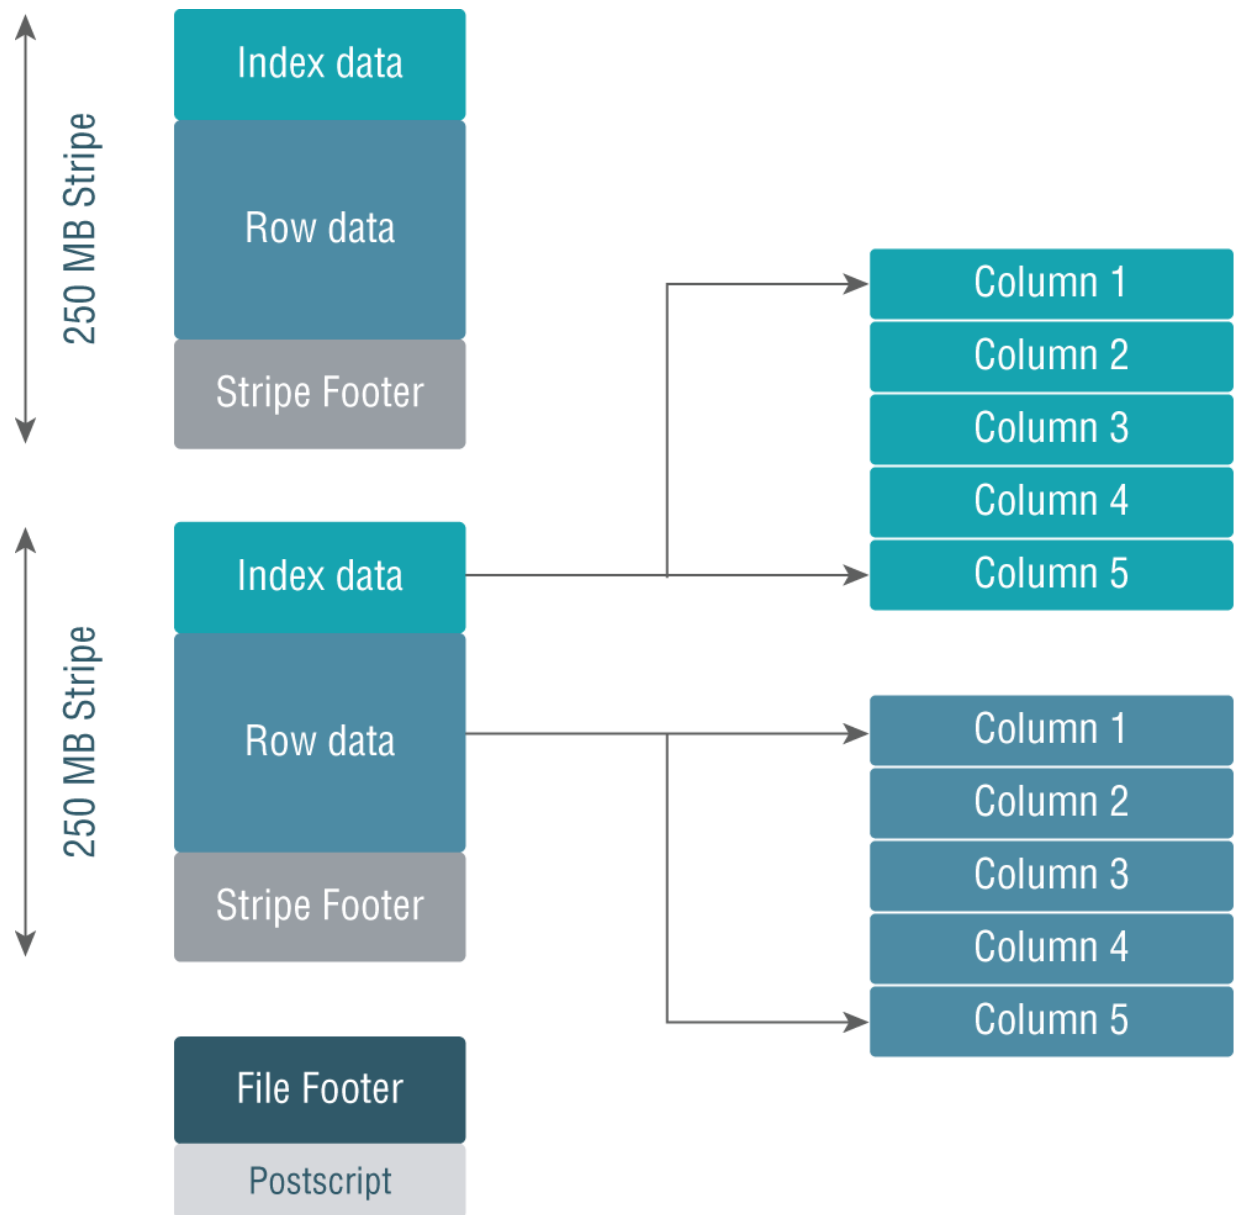 250 MB Stripe
Index data
Row data
Stripe Footer
250 MB Stripe
Index data
Row data
Stripe Footer
File Footer
Postscript
Column 1
Column 2
Column 3
Column 4
Column 5
Column 1
Column 2
Column 3
Column 4
Column 5